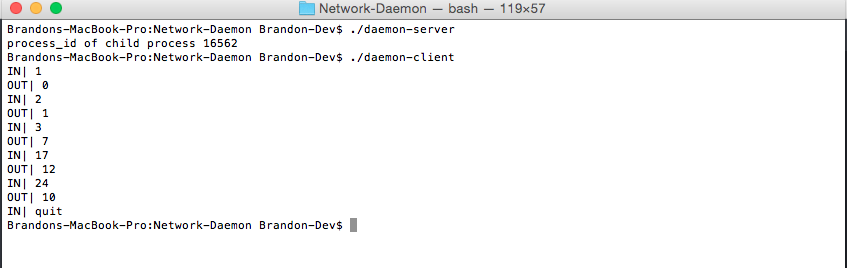 Network-Daemon — bash — 119×57
Brandons-MacBook-Pro:Network-Daemon Brandon-Dev$ ./daemon-server
process_id of child process 16562
Brandons-MacBook-Pro:Network-Daemon Brandon-Dev$ ./daemon-client
IN| 1
OUT| 0
IN| 2
OUT| 1
IN| 3
OUT| 7
IN| 17
OUT| 12
IN| 24
OUT| 10
IN| quit
Brandons-MacBook-Pro:Network-Daemon Brandon-Dev$